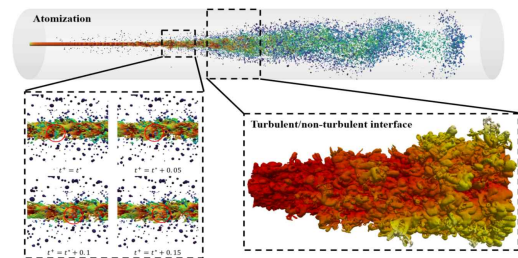 Atomization
t⁺ = t* t⁺ = t* + 0.05
t⁺ = t* + 0.1 t⁺ = t* + 0.15
Turbulent/non-turbulent interface